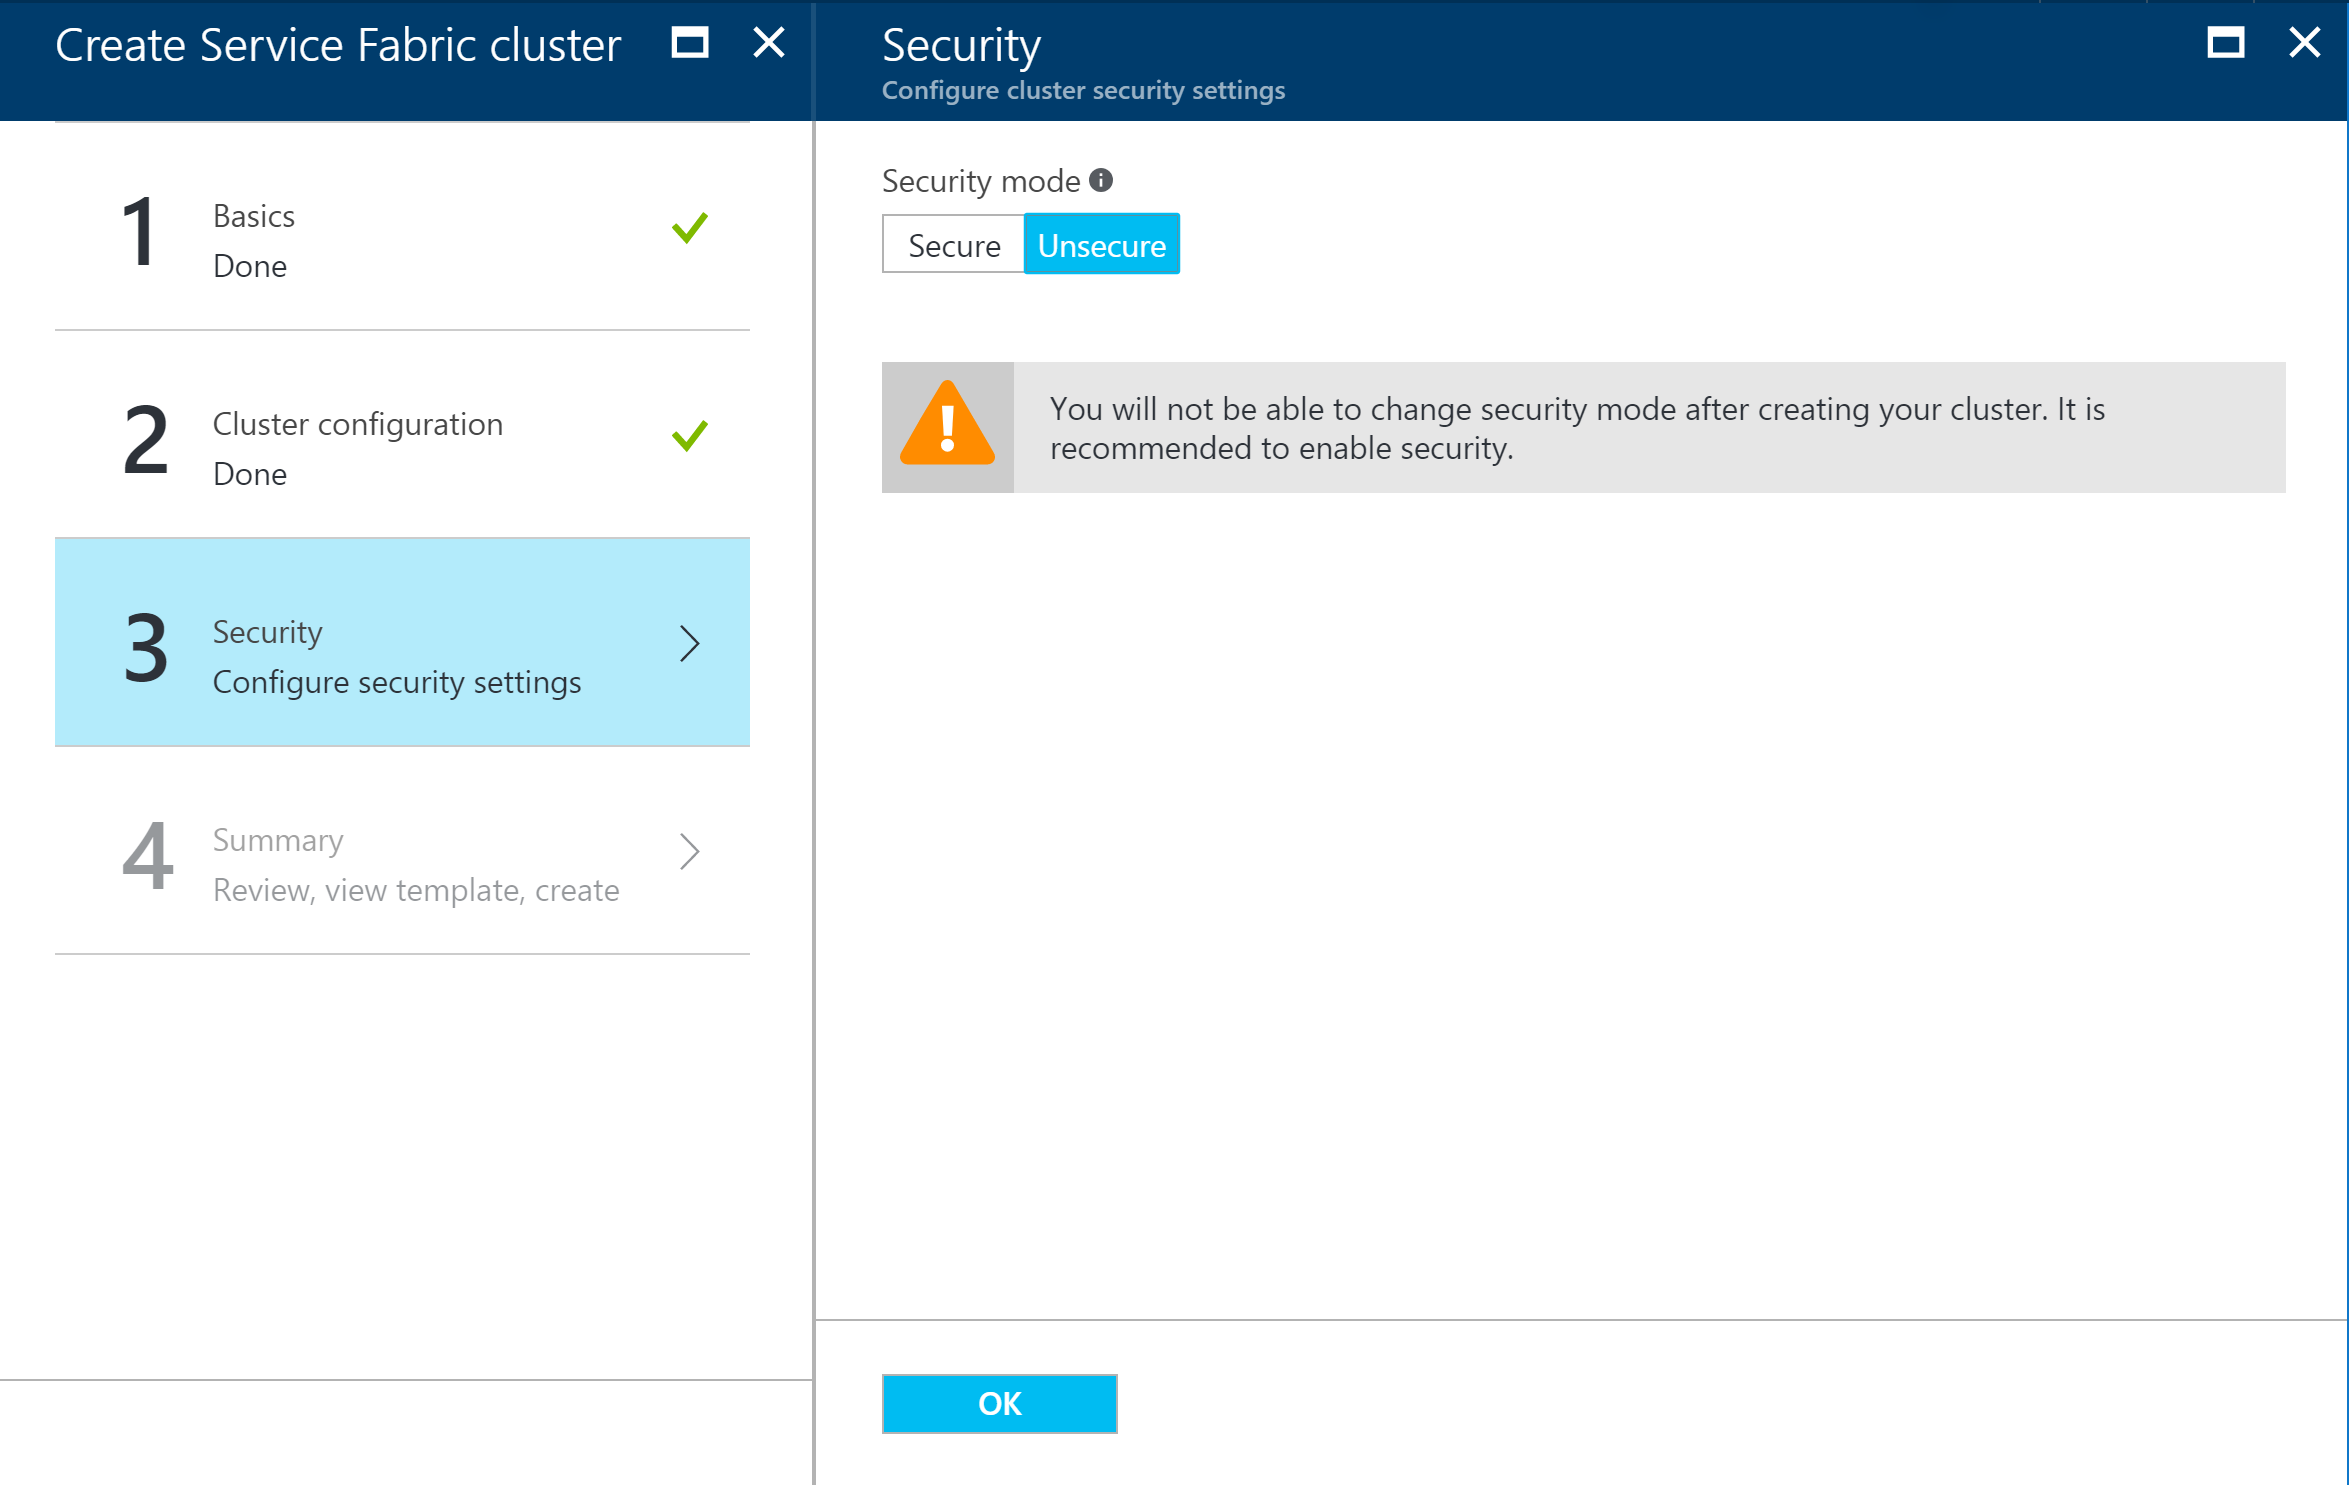 Create Service Fabric cluster
1
Basics
Done
2
Cluster configuration
Done
3
Security
Configure security settings
4
Summary
Review, view template, create
Security
Configure cluster security settings
Security mode
Secure
Unsecure
You will not be able to change security mode after creating your cluster. It is
recommended to enable security.
OK